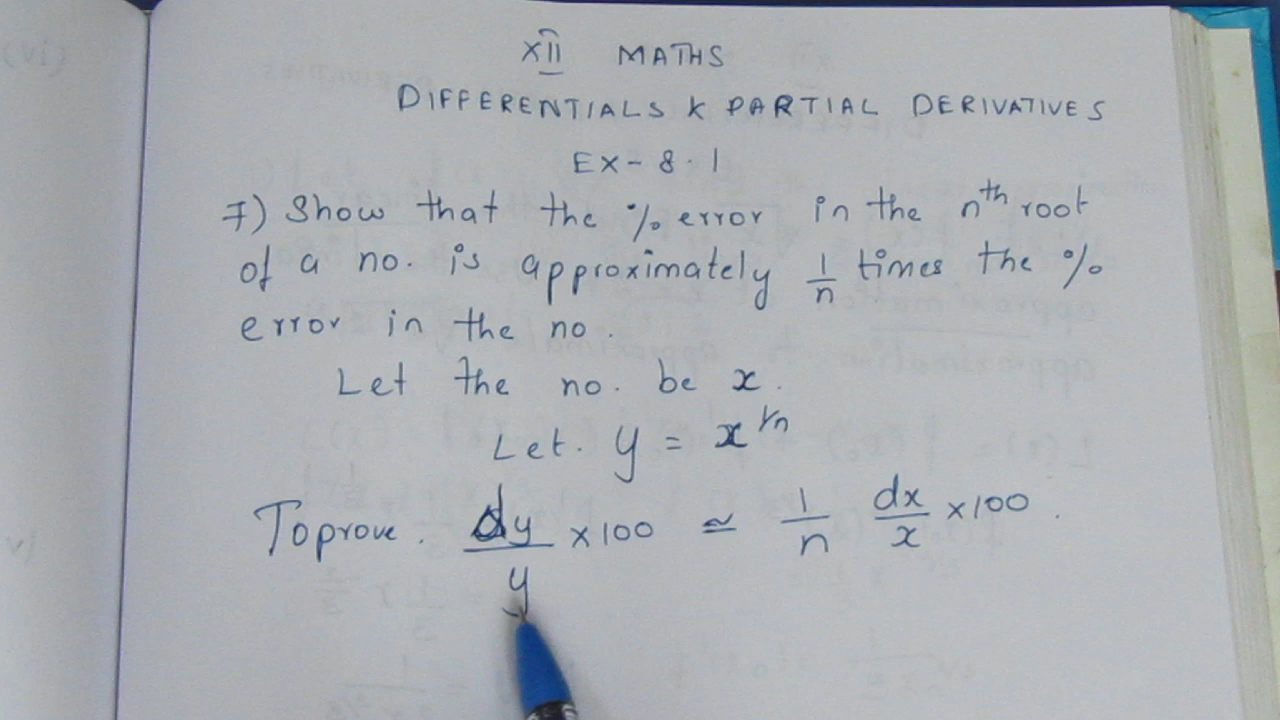 XII MATHS
DIFFERENTIALS & PARTIAL DERIVATIVES
EX - 8.1
7) Show that the % error in the nth root
of a no. is approximately 1/n times the %
error in the no.
Let the no. be x.
Let. y = x^1/n
To prove. dy/y × 100 ≃ 1/n dx/x × 100.